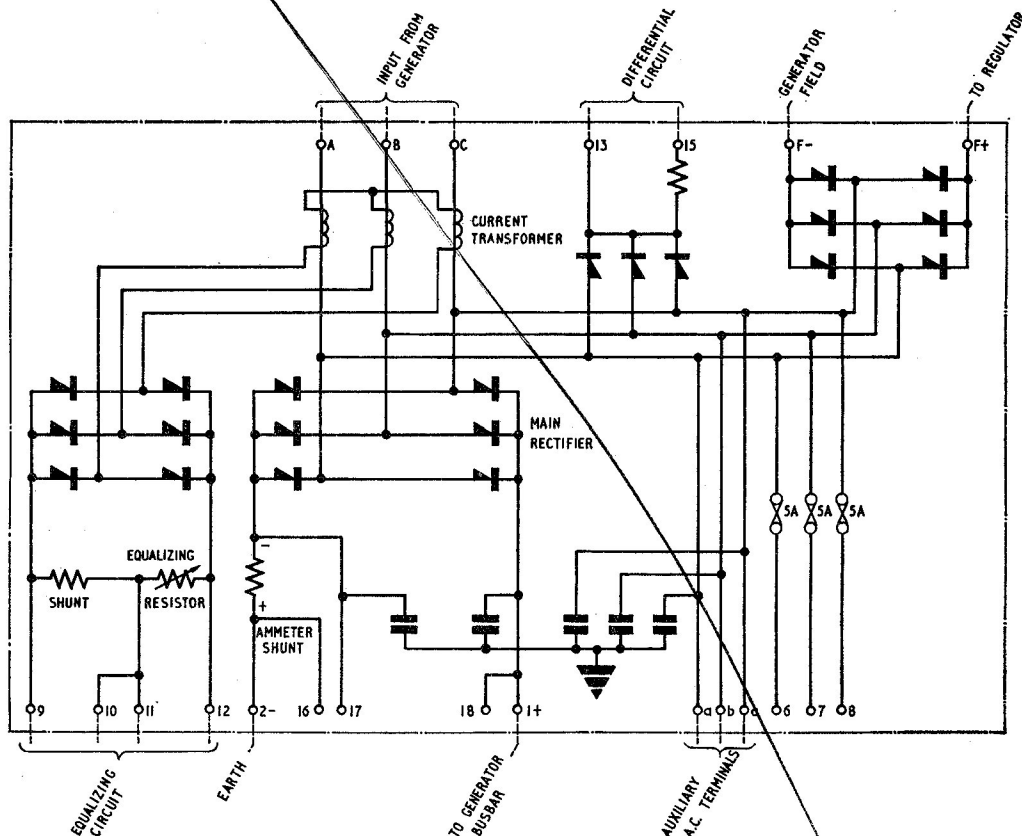 INPUT FROM
GENERATOR
DIFFERENTIAL
CIRCUIT
GENERATOR
FIELD
TO REGULATOR
A
B
C
13
15
F-
F+
CURRENT
TRANSFORMER
MAIN
RECTIFIER
5A
5A
5A
EQUALIZING
SHUNT
RESISTOR
-
+
AMMETER
SHUNT
9
10
11
12
2-
16
17
18
1+
a
b
6
7
8
EQUALIZING
CIRCUIT
EARTH
TO GENERATOR
BUSBAR
AUXILIARY
A.C. TERMINALS